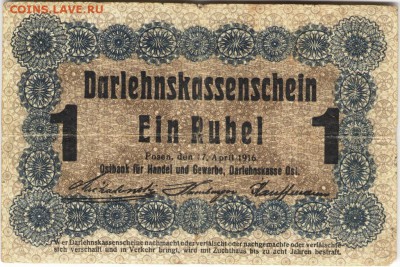 COINS.LAVE.RU
Darlehnskassenschein
1 Ein Rubel 1
Posen, den 17. April 1916.
Ostbank für Handel und Gewerbe, Darlehnskasse Ost.
Wer Darlehnskassenscheine nachmacht oder verfälscht oder nachgemachte oder verfälschte
sich verschafft und in Verkehr bringt, wird mit Zuchthaus bis zu acht Jahren bestraft.